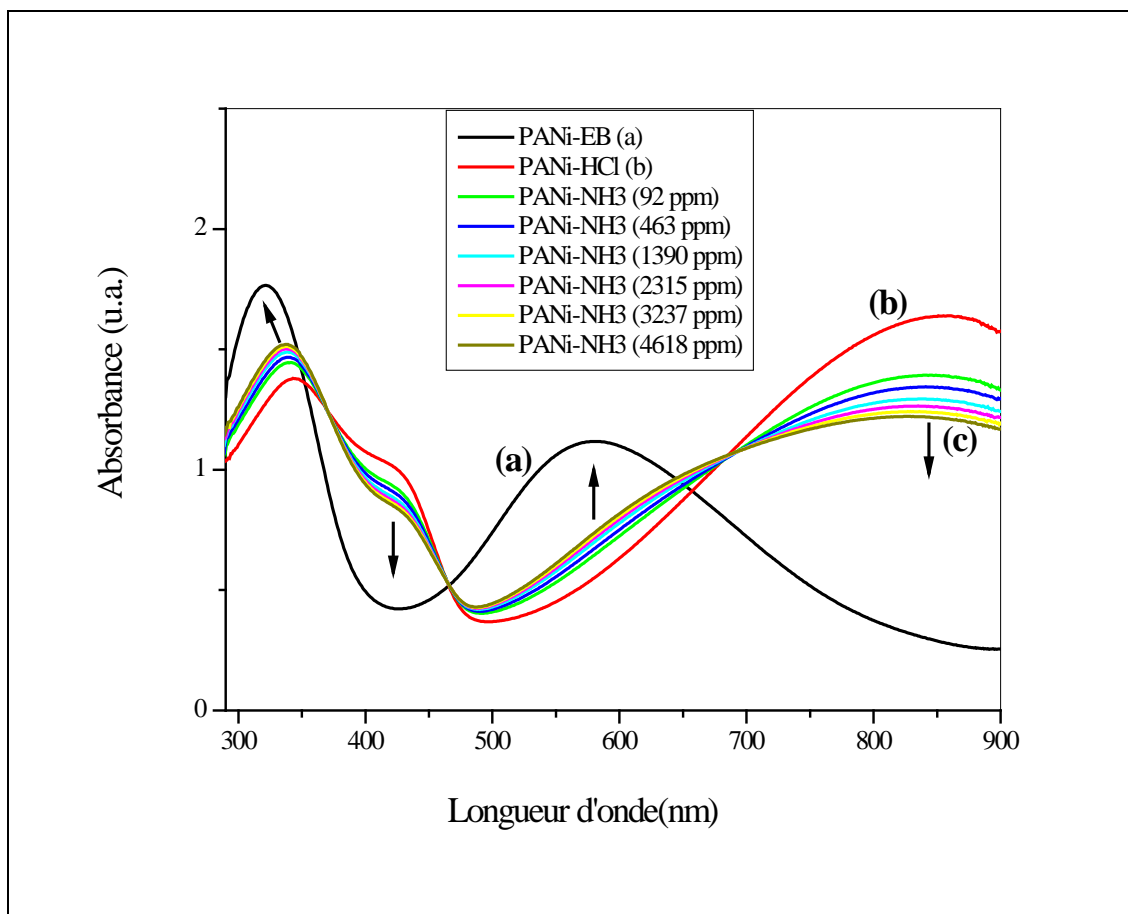 PANi-EB (a)
PANi-HCl (b)
PANi-NH3 (92 ppm)
PANi-NH3 (463 ppm)
PANi-NH3 (1390 ppm)
PANi-NH3 (2315 ppm)
PANi-NH3 (3237 ppm)
PANi-NH3 (4618 ppm)
2
1
0
Absorbance (u.a.)
(b)
(a)
(c)
300 400 500 600 700 800 900
Longueur d'onde(nm)